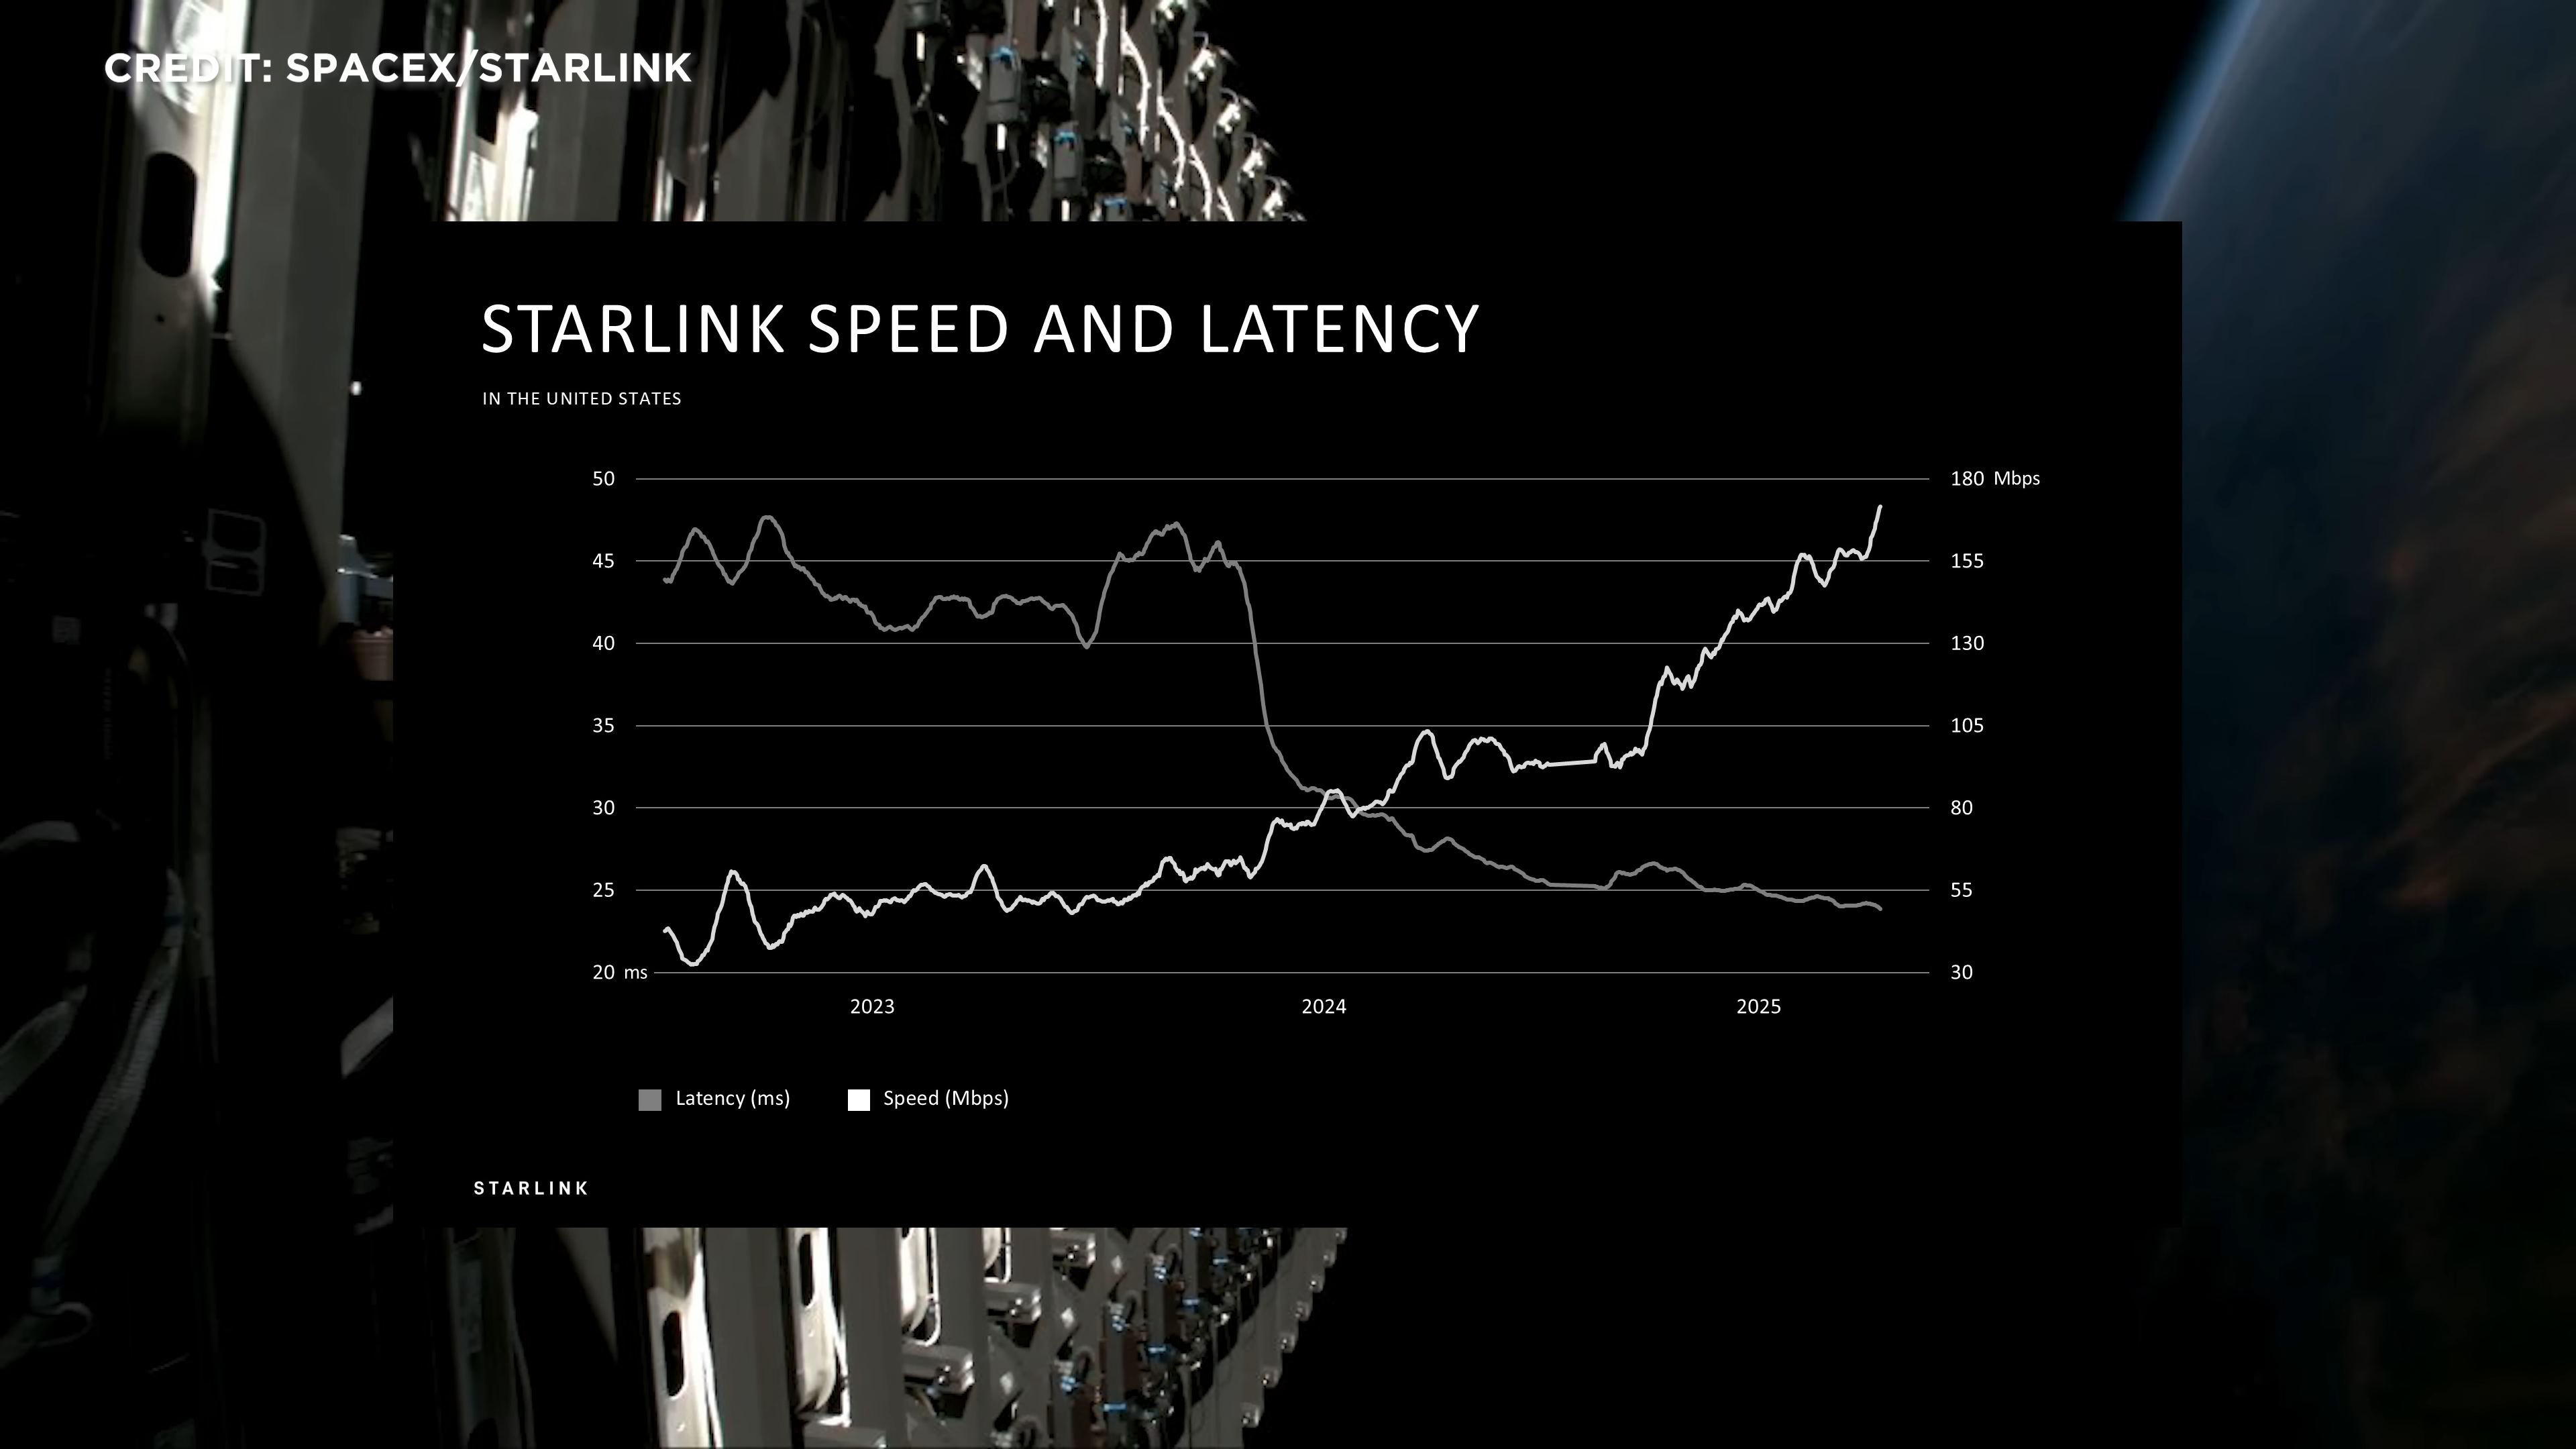 CREDIT: SPACEX/STARLINK
STARLINK SPEED AND LATENCY
IN THE UNITED STATES
50
180 Mbps
45
155
40
130
35
105
30
80
25
55
20 ms
30
2023
2024
2025
Latency (ms)
Speed (Mbps)
STARLINK